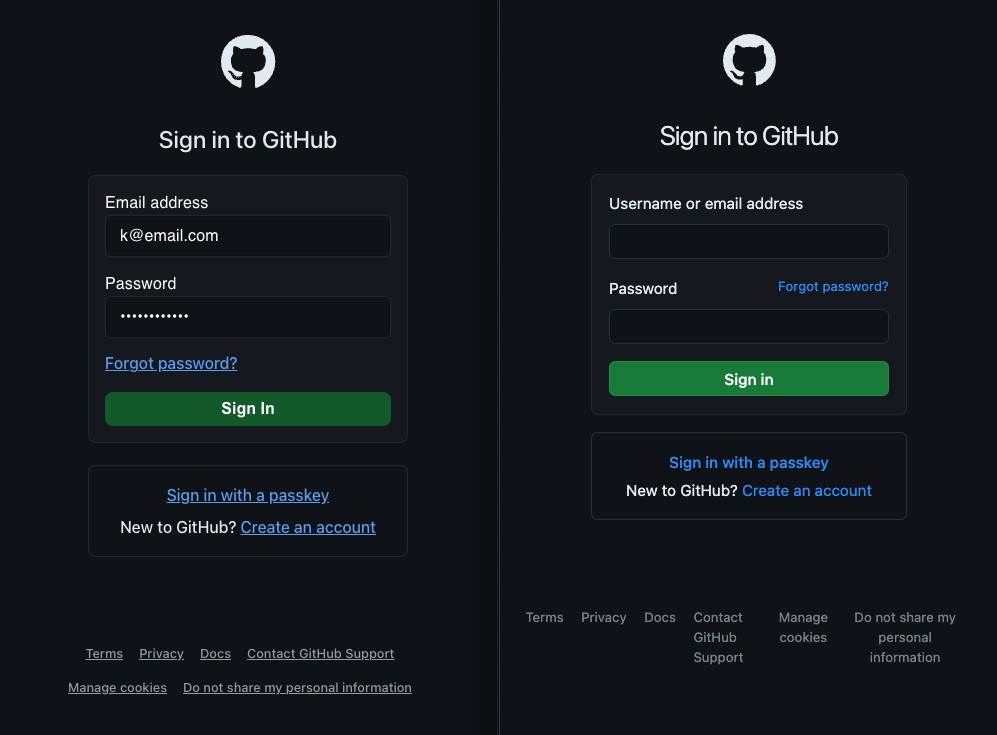 Sign in to GitHub
Email address
k@email.com
Password
••••••••••••
Forgot password?
Sign In
Sign in with a passkey
New to GitHub? Create an account
Terms Privacy Docs Contact GitHub Support
Manage cookies Do not share my personal information
Sign in to GitHub
Username or email address
Password Forgot password?
Sign in
Sign in with a passkey
New to GitHub? Create an account
Terms
Privacy
Docs
Contact
GitHub
Support
Manage
cookies
Do not share my
personal
information